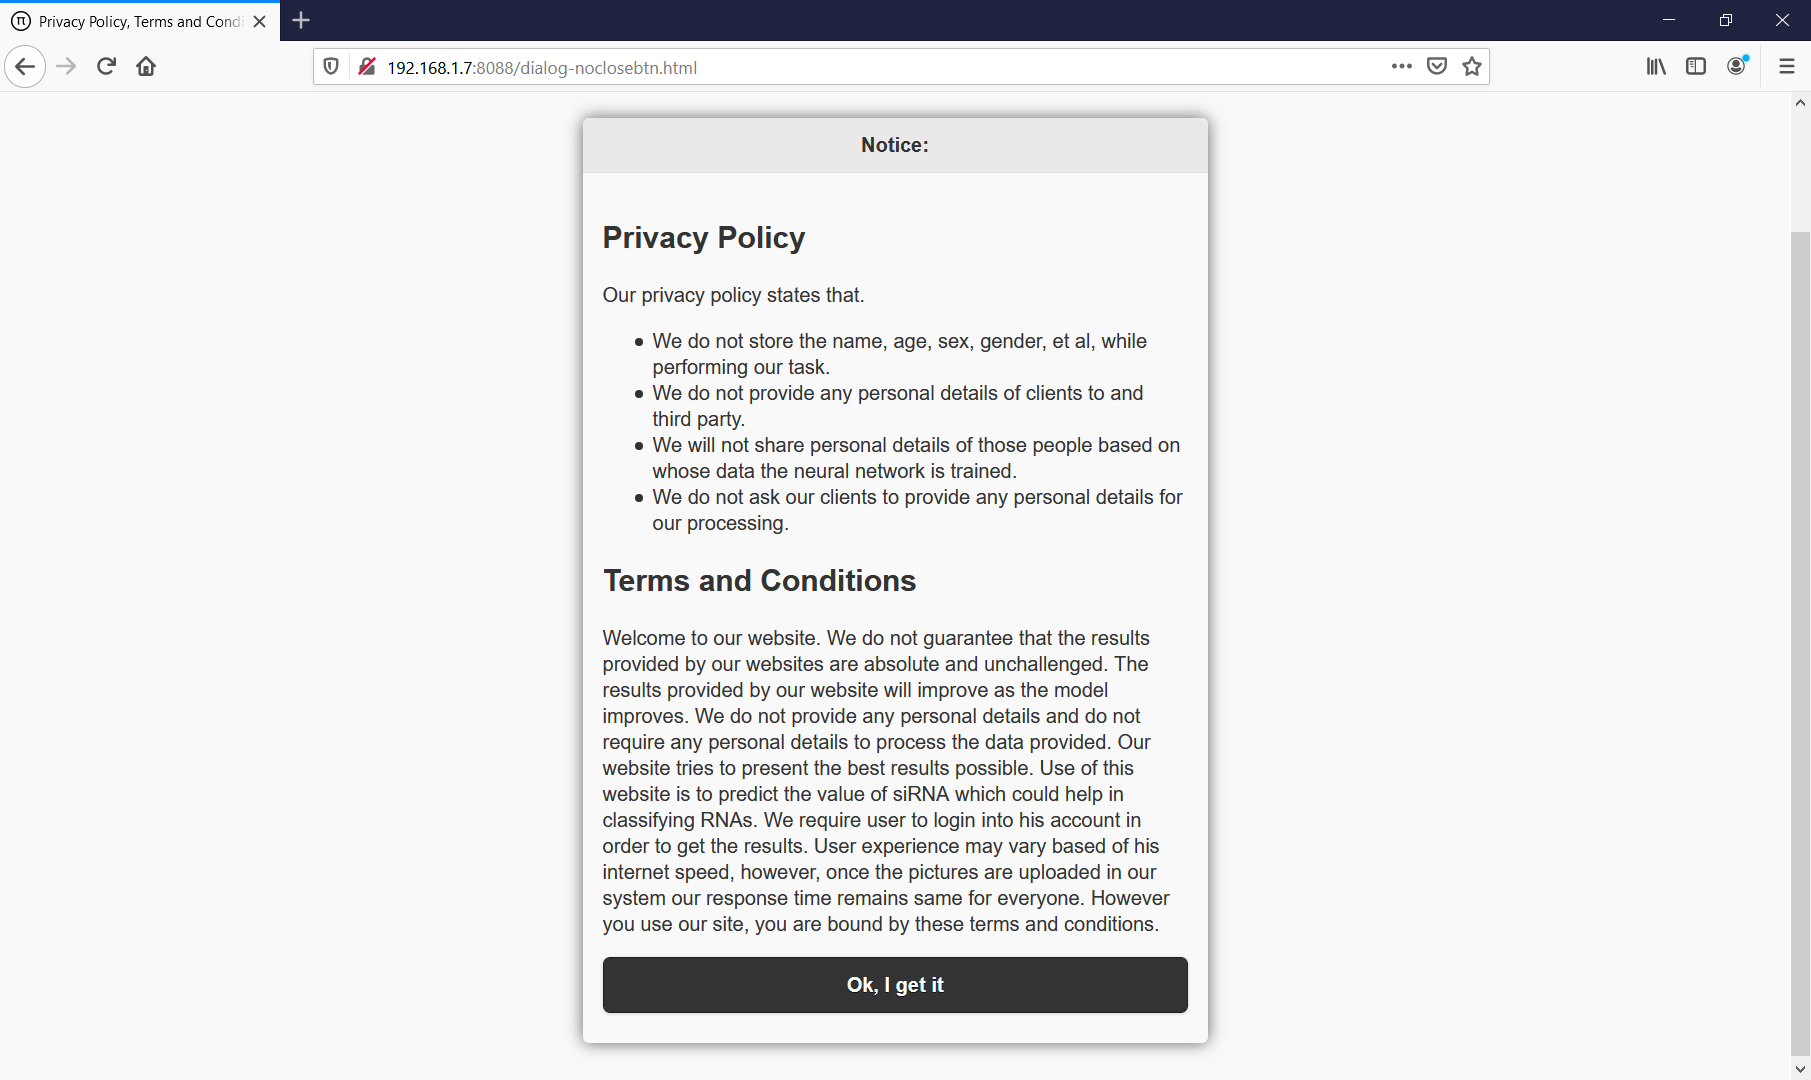 Privacy Policy, Terms and Condi
192.168.1.7:8088/dialog-noclosebtn.html
Notice:
Privacy Policy
Our privacy policy states that.
We do not store the name, age, sex, gender, et al, while
performing our task.
We do not provide any personal details of clients to and
third party.
We will not share personal details of those people based on
whose data the neural network is trained.
We do not ask our clients to provide any personal details for
our processing.
Terms and Conditions
Welcome to our website. We do not guarantee that the results
provided by our websites are absolute and unchallenged. The
results provided by our website will improve as the model
improves. We do not provide any personal details and do not
require any personal details to process the data provided. Our
website tries to present the best results possible. Use of this
website is to predict the value of siRNA which could help in
classifying RNAs. We require user to login into his account in
order to get the results. User experience may vary based of his
internet speed, however, once the pictures are uploaded in our
system our response time remains same for everyone. However
you use our site, you are bound by these terms and conditions.
Ok, I get it